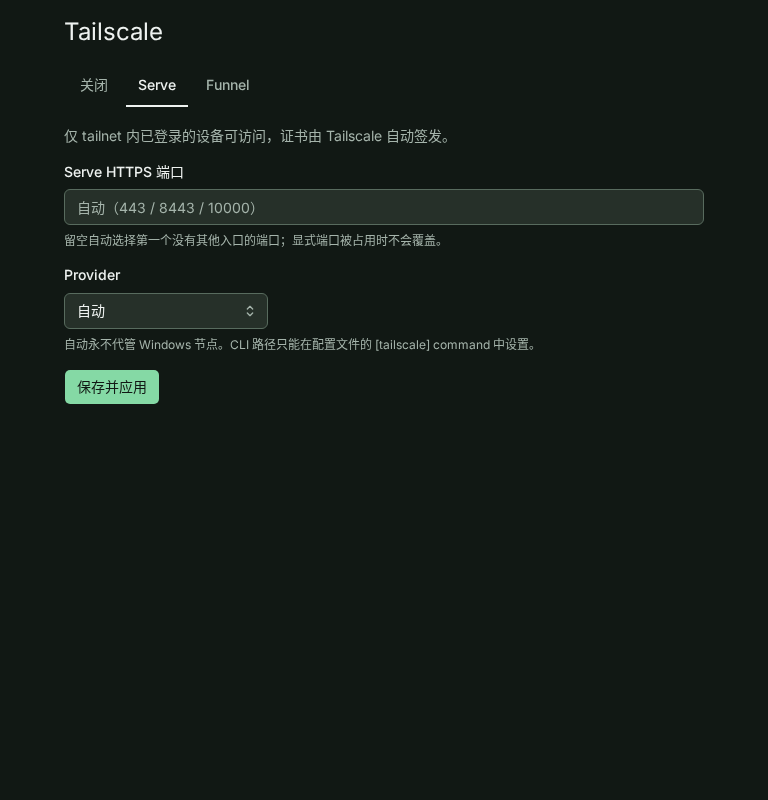 Tailscale
关闭
Serve
Funnel
仅 tailnet 内已登录的设备可访问，证书由 Tailscale 自动签发。
Serve HTTPS 端口
自动（443 / 8443 / 10000）
留空自动选择第一个没有其他入口的端口；显式端口被占用时不会覆盖。
Provider
自动
自动永不代管 Windows 节点。CLI 路径只能在配置文件的 [tailscale] command 中设置。
保存并应用